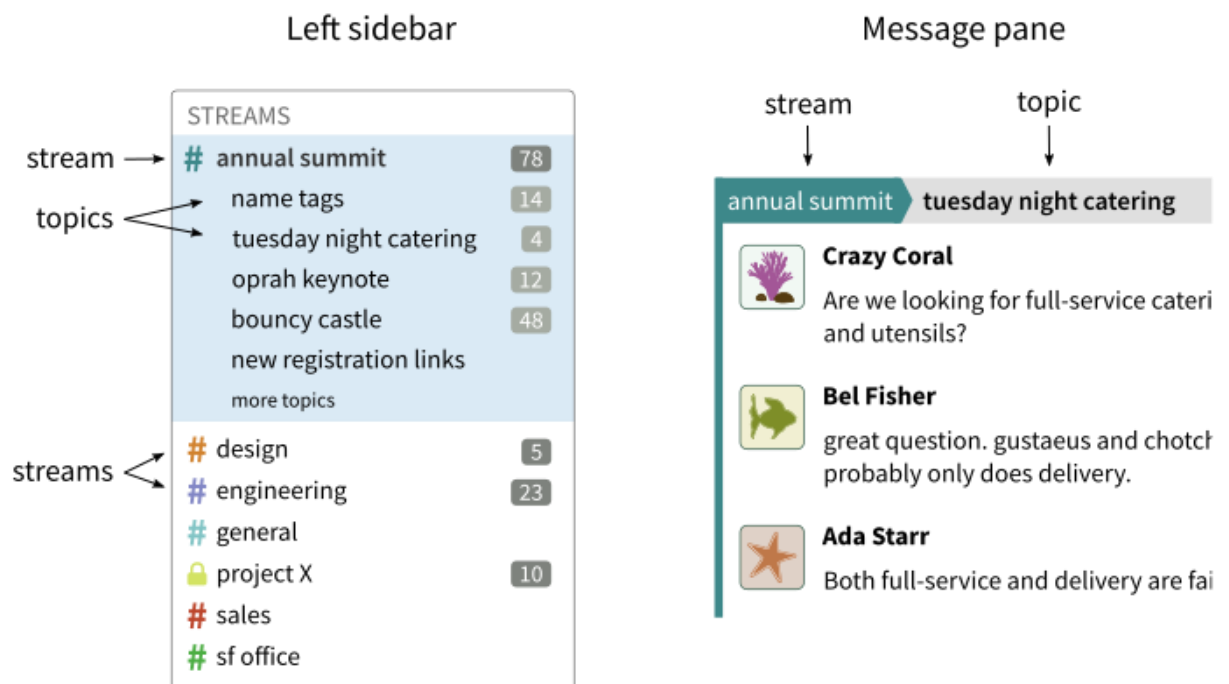 Left sidebar
Message pane
STREAMS
stream
# annual summit 78
topics
name tags 14
tuesday night catering 4
oprah keynote 12
bouncy castle 48
new registration links
more topics
streams
# design 5
# engineering 23
# general
project X 10
# sales
# sf office
stream
topic
annual summit
tuesday night catering
Crazy Coral
Are we looking for full-service cateri
and utensils?
Bel Fisher
great question. gustaeus and chotch
probably only does delivery.
Ada Starr
Both full-service and delivery are fai